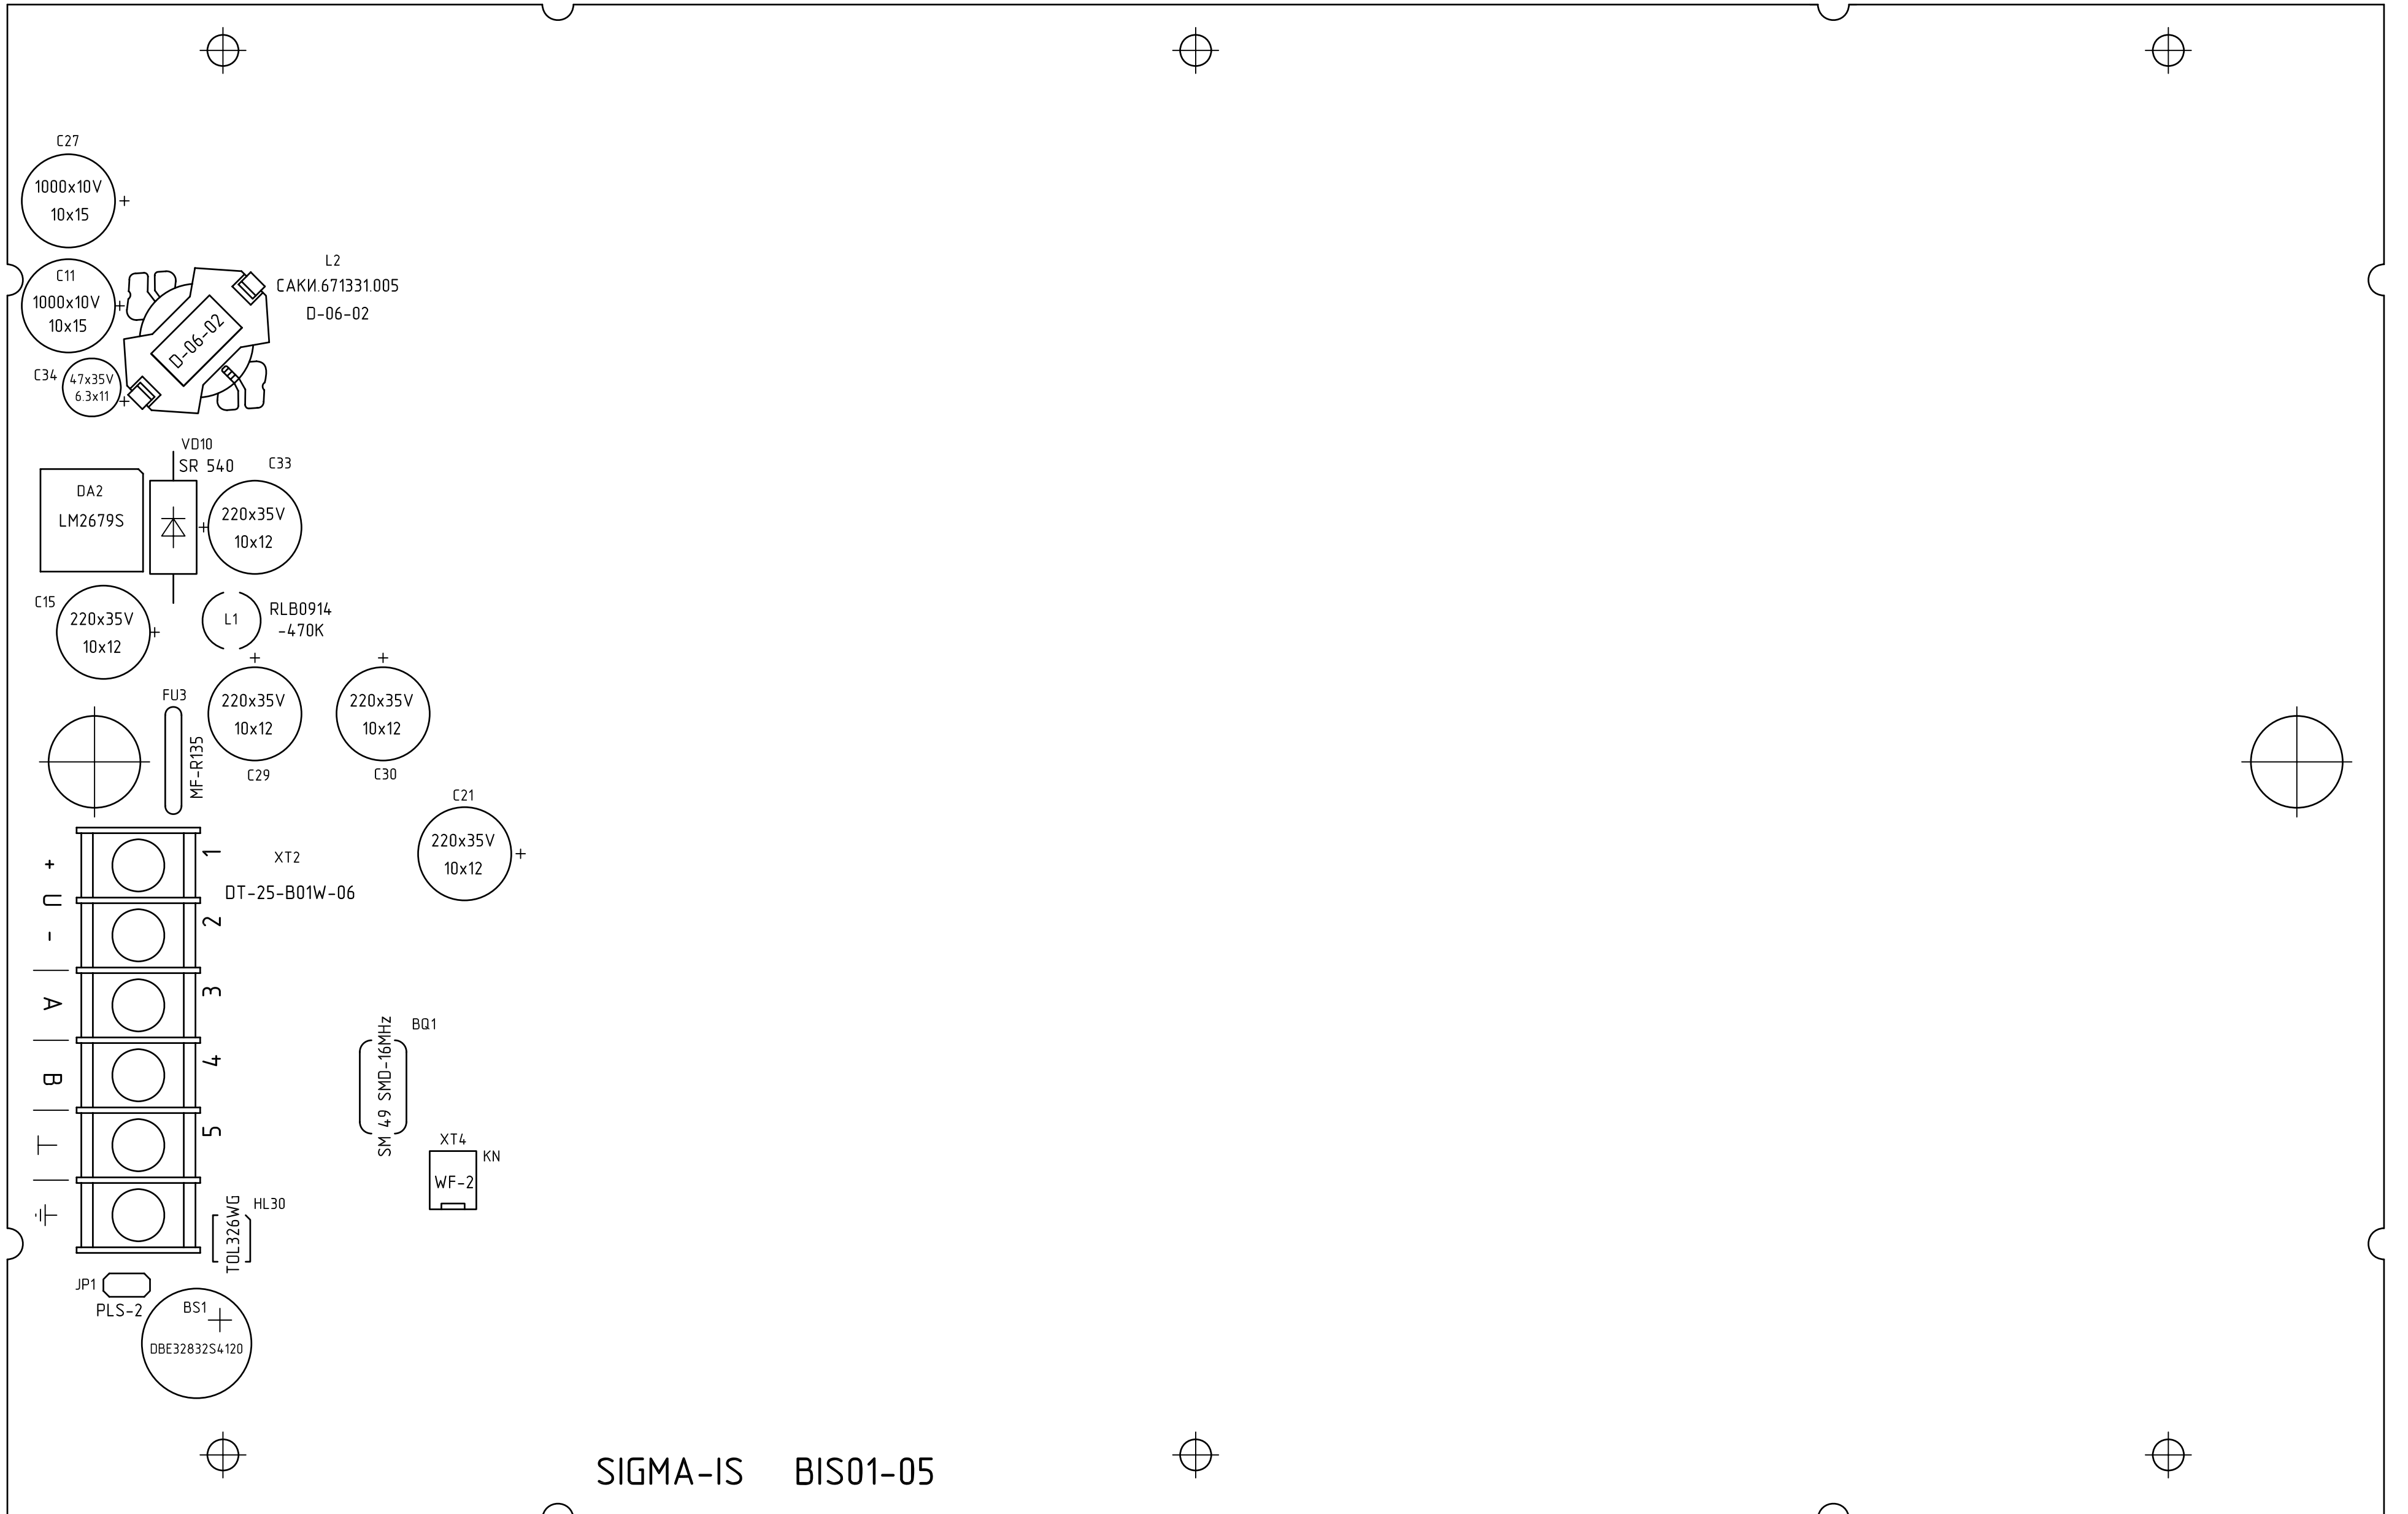 C27
1000x10V
10x15
+
C11
1000x10V
10x15
+
L2
САКИ.671331.005
D-06-02
D-06-02
C34
47x35V
6.3x11
+
VD10
SR 540
C33
DA2
LM2679S
220x35V
10x12
+
C15
220x35V
10x12
+
L1
RLB0914
-470K
FU3
MF-R135
+
220x35V
10x12
C29
+
220x35V
10x12
C30
C21
220x35V
10x12
+
XT2
DT-25-B01W-06
+ U -
A
B
1
2
3
4
5
BQ1
SM 49 SMD-16MHz
XT4
KN
WF-2
HL30
TOL326WG
JP1
PLS-2
BS1
+
DBE32832S4120
SIGMA-IS BIS01-05